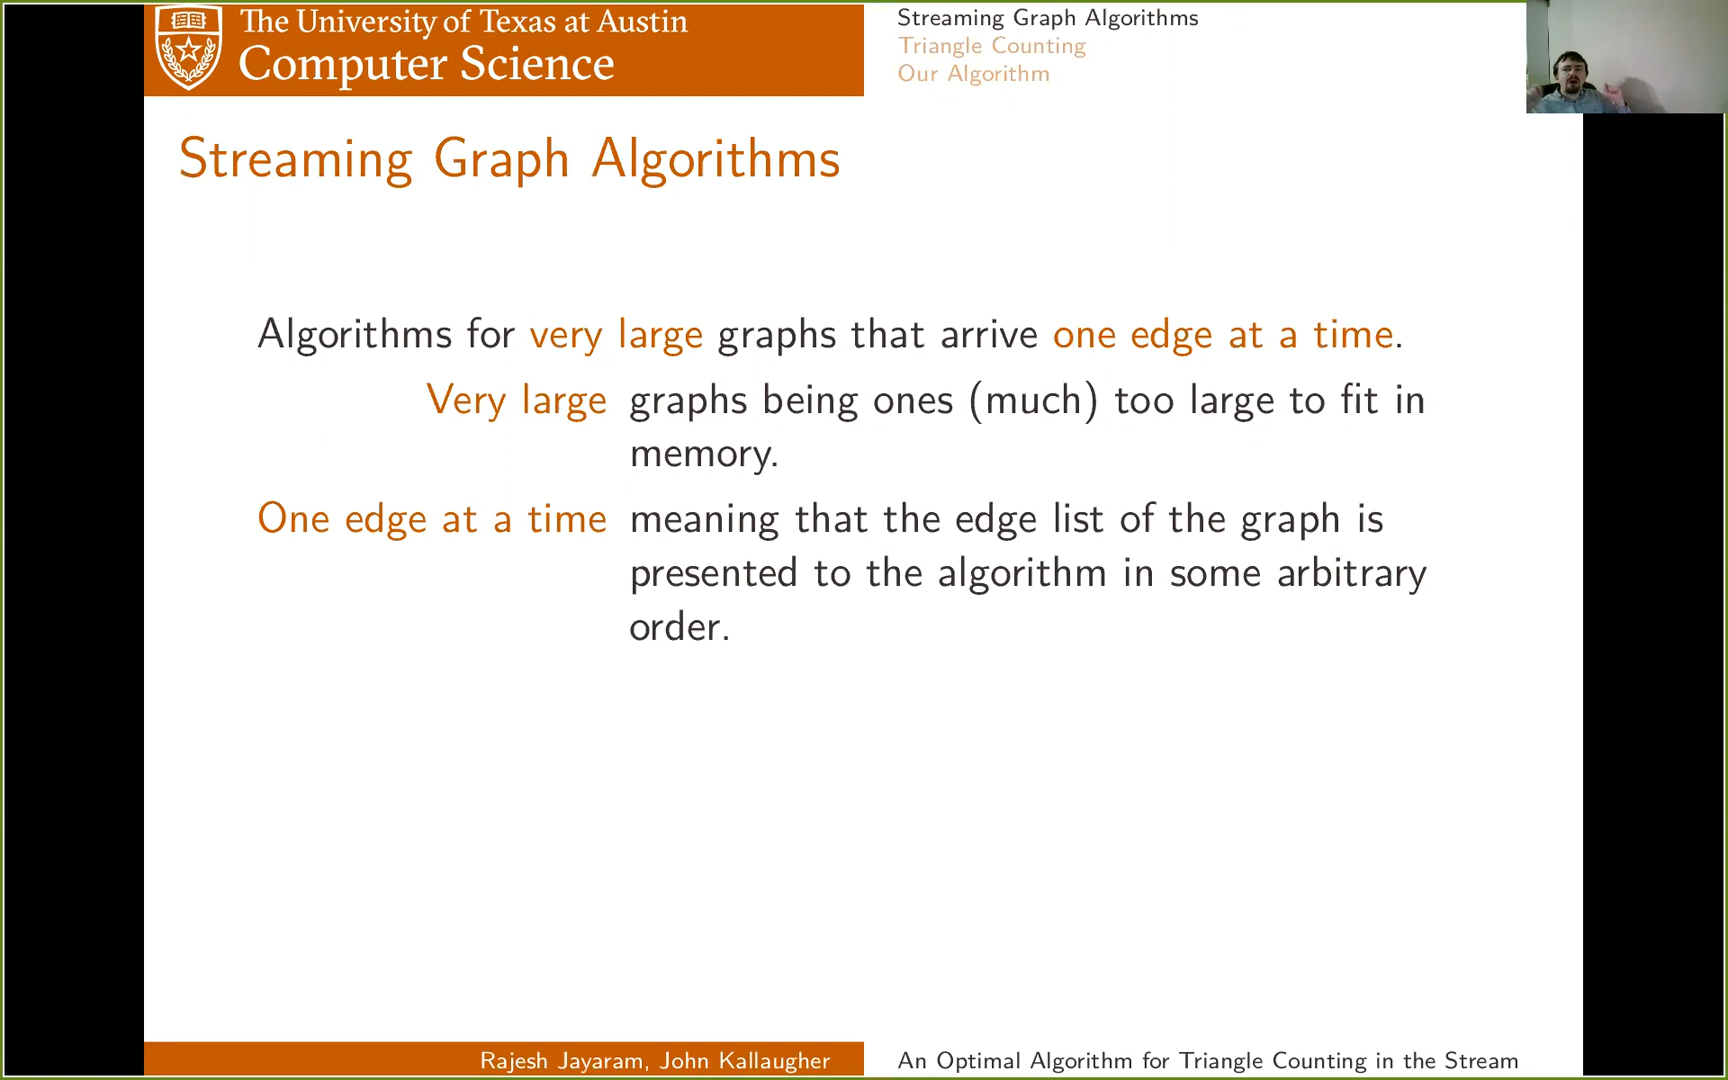 The University of Texas at Austin
Computer Science
Streaming Graph Algorithms
Triangle Counting
Our Algorithm
Streaming Graph Algorithms
Algorithms for very large graphs that arrive one edge at a time.
Very large graphs being ones (much) too large to fit in
memory.
One edge at a time meaning that the edge list of the graph is
presented to the algorithm in some arbitrary
order.
Rajesh Jayaram, John Kallaugher
An Optimal Algorithm for Triangle Counting in the Stream